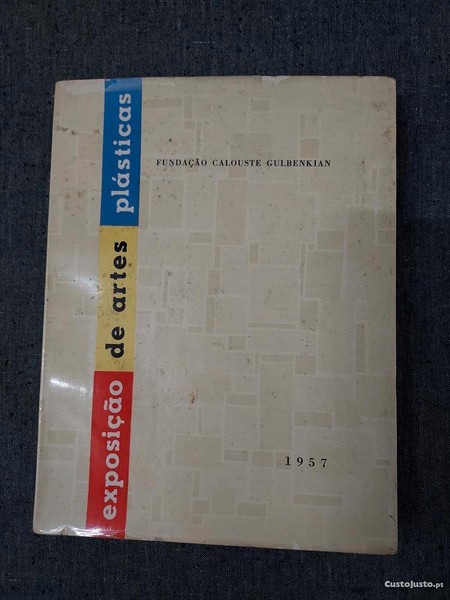 exposição de artes plásticas
FUNDAÇÃO CALOUSTE GULBENKIAN
1957
CustoJusto.pt